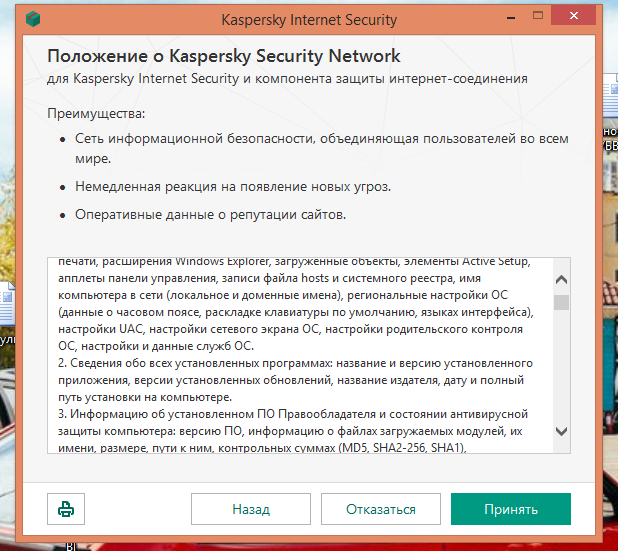 Kaspersky Internet Security
Положение о Kaspersky Security Network
для Kaspersky Internet Security и компонента защиты интернет-соединения
Преимущества:
• Сеть информационной безопасности, объединяющая пользователей во всем
мире.
• Немедленная реакция на появление новых угроз.
• Оперативные данные о репутации сайтов.
печати, расширения Windows Explorer, загруженные объекты, элементы Active Setup,
апплеты панели управления, записи файла hosts и системного реестра, имя
компьютера в сети (локальное и доменные имена), региональные настройки ОС
(данные о часовом поясе, раскладке клавиатуры по умолчанию, языках интерфейса),
настройки UAC, настройки сетевого экрана ОС, настройки родительского контроля
ОС, настройки и данные служб ОС.
2. Сведения обо всех установленных программах: название и версию установленного
приложения, версии установленных обновлений, название издателя, дату и полный
путь установки на компьютере.
3. Информацию об установленном ПО Правообладателя и состоянии антивирусной
защиты компьютера: версию ПО, информацию о файлах загружаемых модулей, их
имени, размере, пути к ним, контрольных суммах (MD5, SHA2-256, SHA1),
Назад
Отказаться
Принять